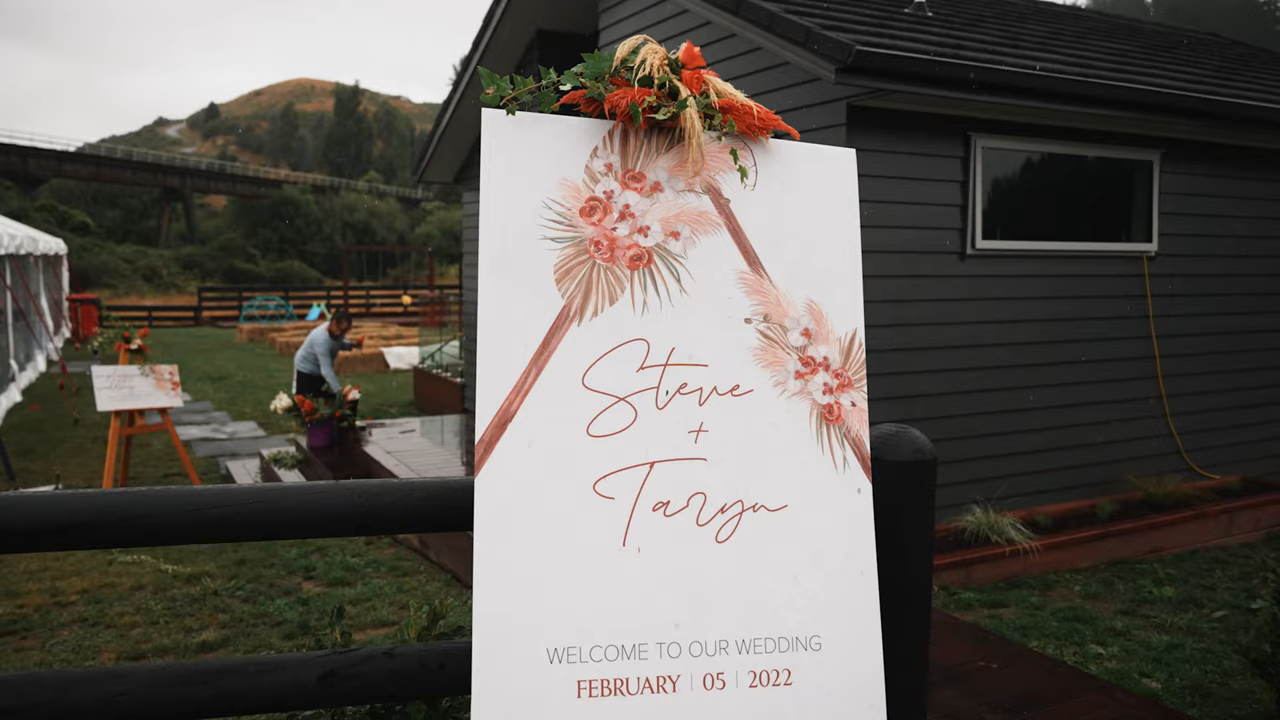 Steve
+
Taryn
WELCOME TO OUR WEDDING
FEBRUARY | 05 | 2022